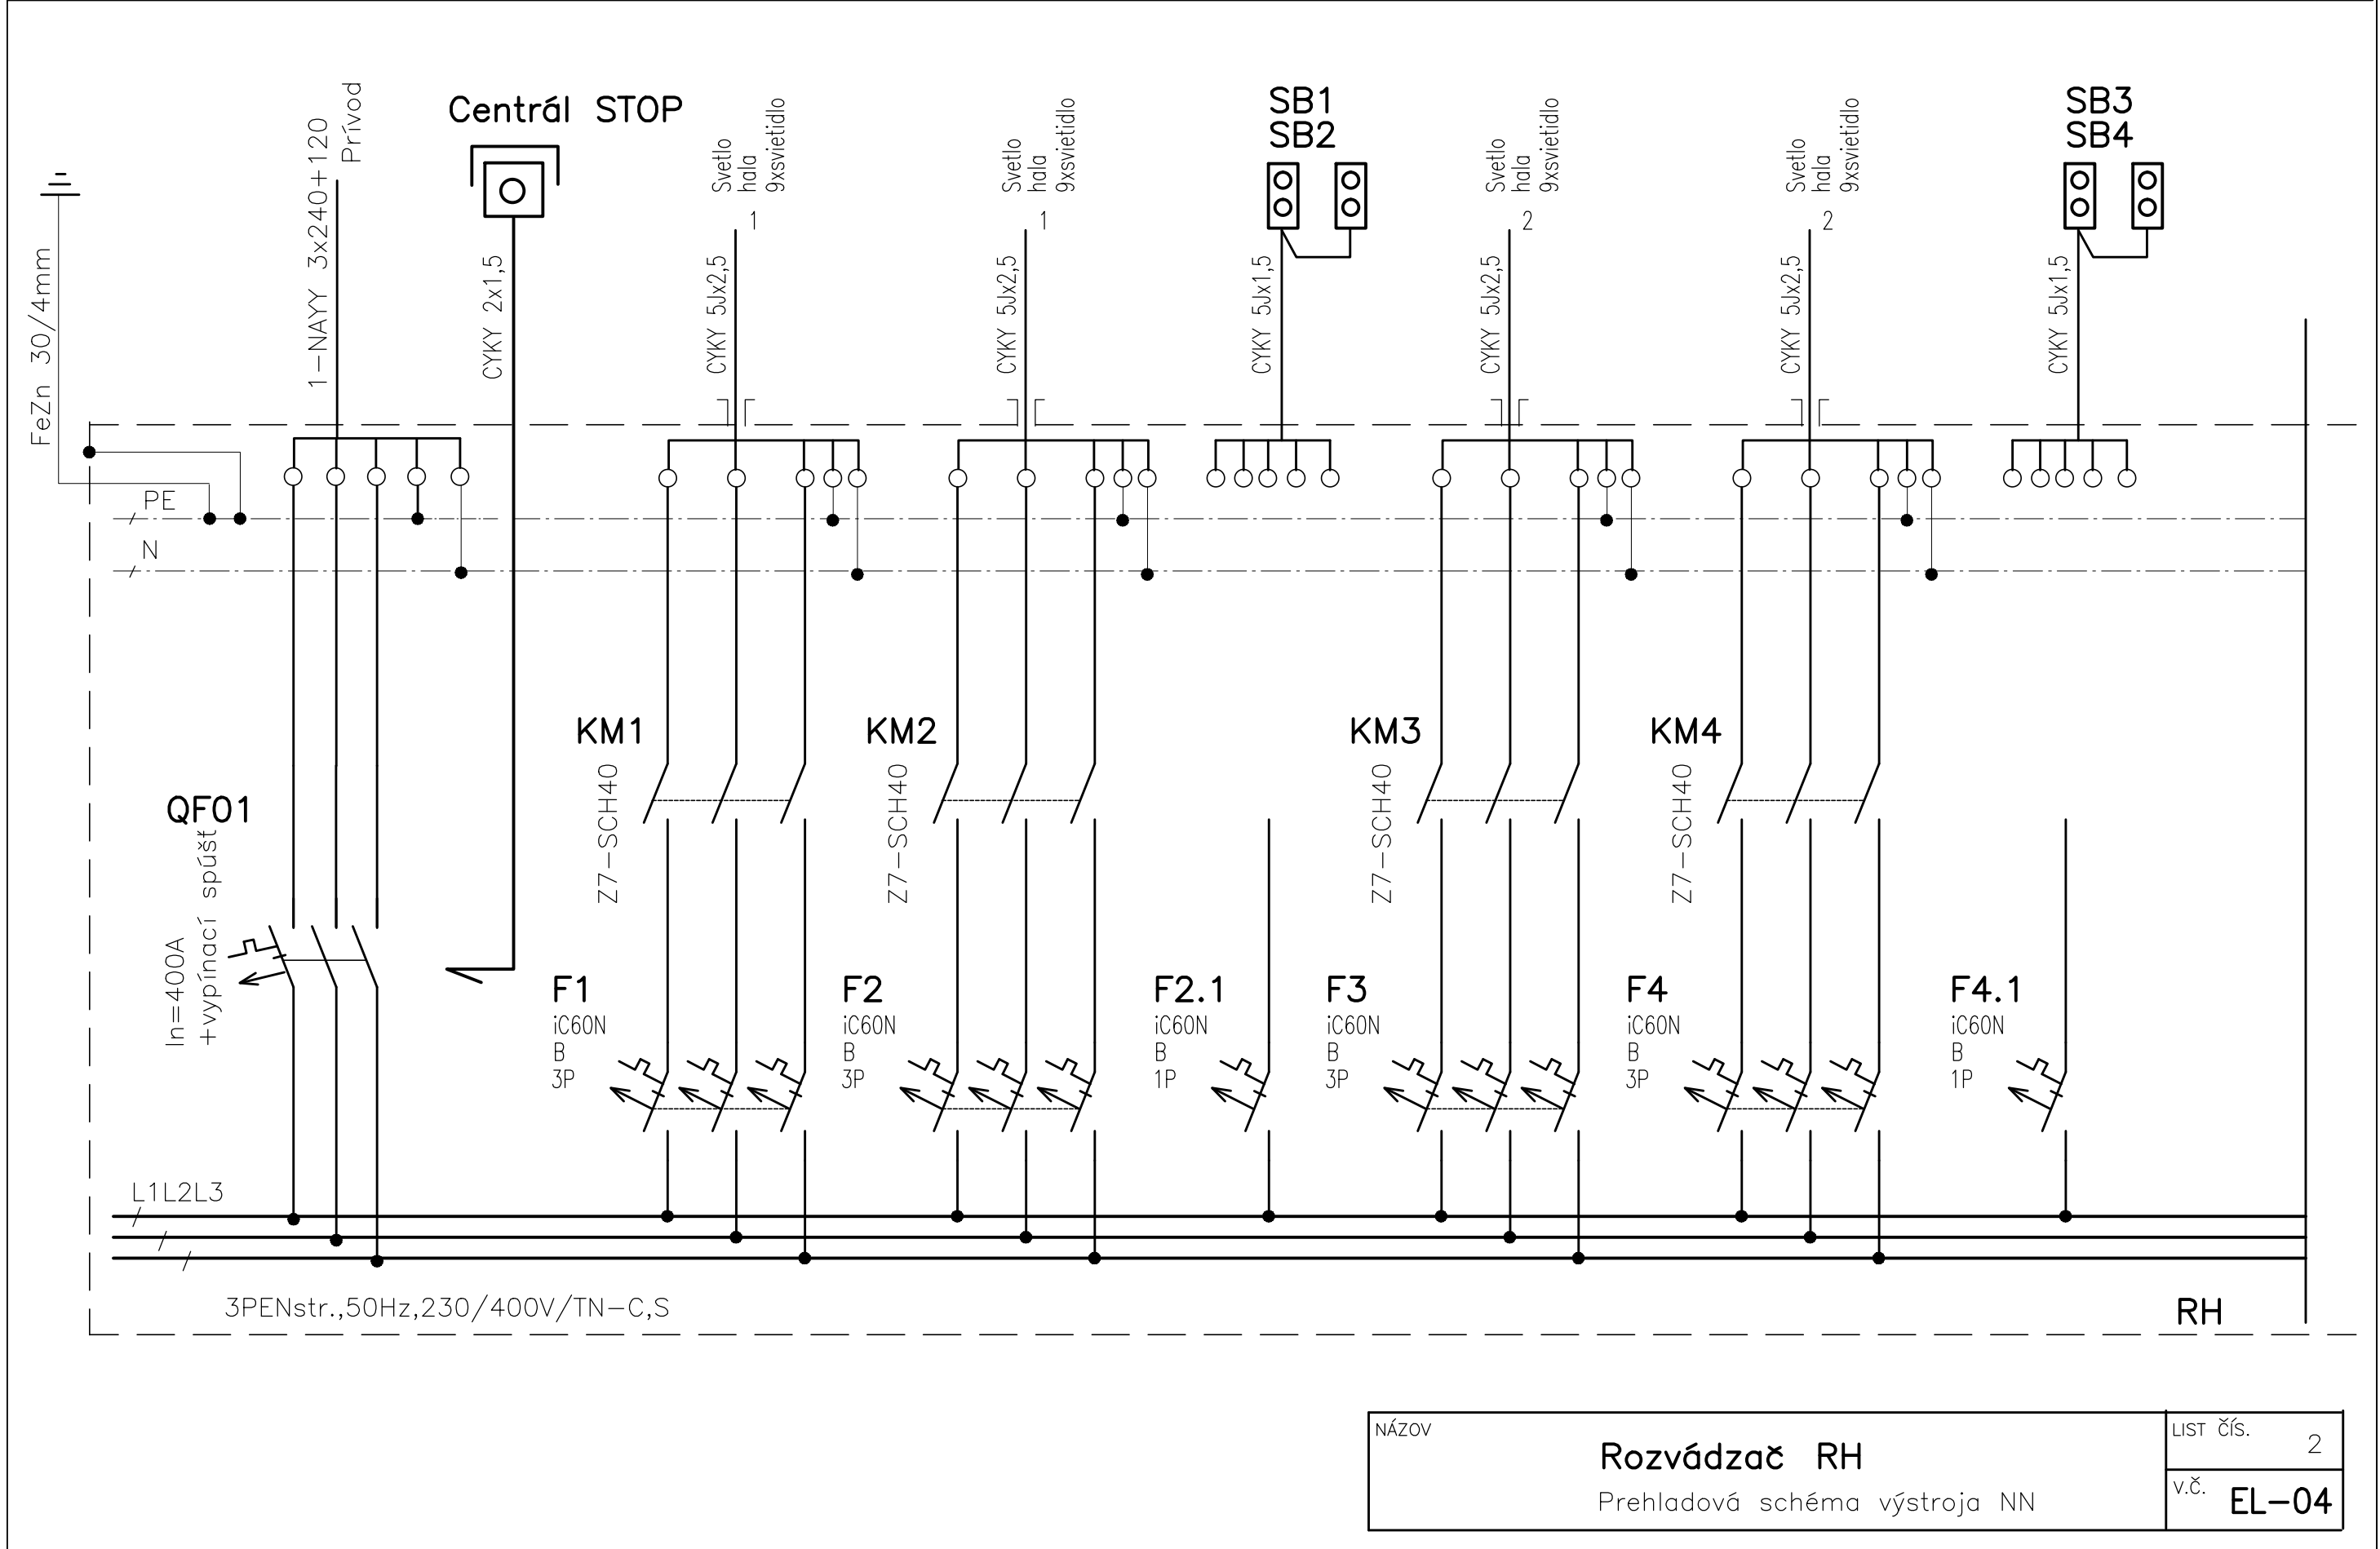 FeZn 30/4mm
1-NAYY 3x240+120
Prívod
Centrál STOP
CYKY 2x1,5
Svetlo
hala
9xsvietidlo
1
CYKY 5Jx2,5
Svetlo
hala
9xsvietidlo
1
CYKY 5Jx2,5
SB1
SB2
CYKY 5Jx1,5
Svetlo
hala
9xsvietidlo
2
CYKY 5Jx2,5
Svetlo
hala
9xsvietidlo
2
CYKY 5Jx2,5
SB3
SB4
CYKY 5Jx1,5
PE
N
QF01
In=400A
+vypínací spúšť
KM1
Z7-SCH40
KM2
Z7-SCH40
KM3
Z7-SCH40
KM4
Z7-SCH40
F1
iC60N
B
3P
F2
iC60N
B
3P
F2.1
iC60N
B
1P
F3
iC60N
B
3P
F4
iC60N
B
3P
F4.1
iC60N
B
1P
L1L2L3
3PENstr.,50Hz,230/400V/TN-C,S
RH
NÁZOV
Rozvádzač RH
Prehladová schéma výstroja NN
LIST ČÍS.
2
V.Č.
EL-04